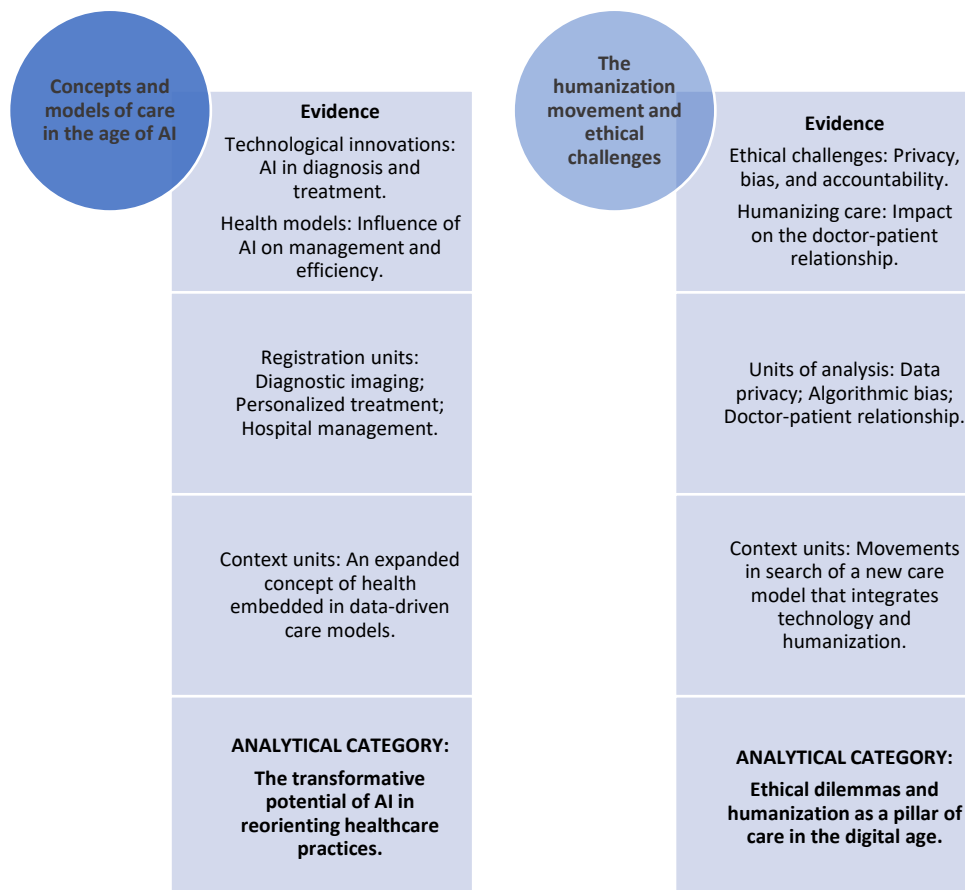 Concepts and
models of care
in the age of AI
Evidence
Technological innovations:
AI in diagnosis and
treatment.
Health models: Influence of
AI on management and
efficiency.
Registration units:
Diagnostic imaging;
Personalized treatment;
Hospital management.
Context units: An expanded
concept of health
embedded in data-driven
care models.
ANALYTICAL CATEGORY:
The transformative
potential of AI in
reorienting healthcare
practices.
The
humanization
movement and
ethical
challenges
Evidence
Ethical challenges: Privacy,
bias, and accountability.
Humanizing care: Impact
on the doctor-patient
relationship.
Units of analysis: Data
privacy; Algorithmic bias;
Doctor-patient relationship.
Context units: Movements
in search of a new care
model that integrates
technology and
humanization.
ANALYTICAL CATEGORY:
Ethical dilemmas and
humanization as a pillar of
care in the digital age.